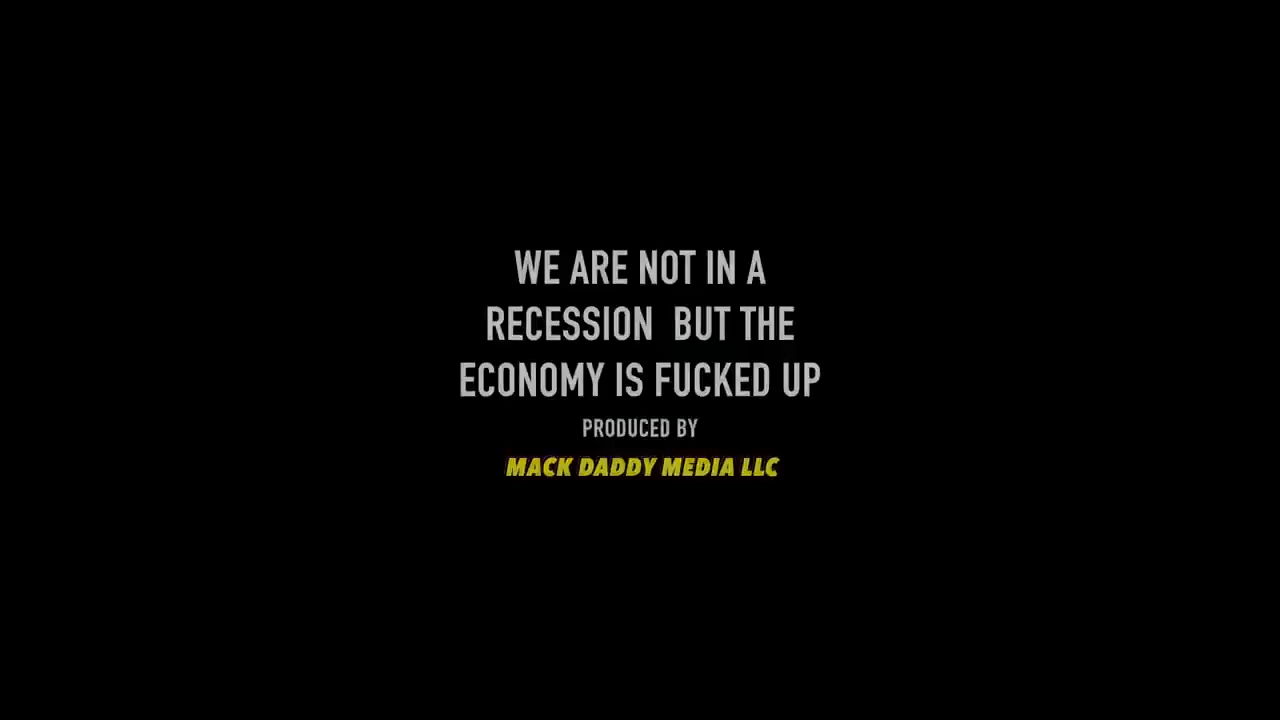 WE ARE NOT IN A
RECESSION  BUT THE
ECONOMY IS FUCKED UP
PRODUCED BY
MACK DADDY MEDIA LLC